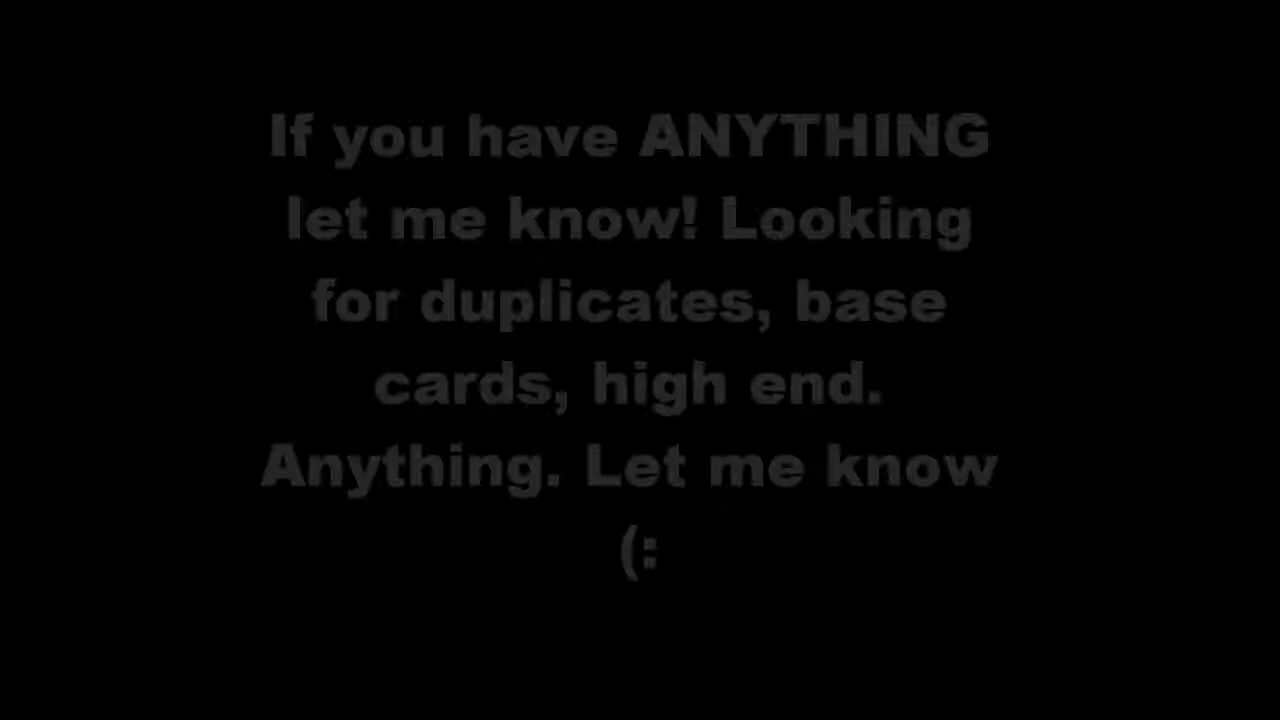 If you have ANYTHING
let me know! Looking
for duplicates, base
cards, high end.
Anything. Let me know
(: